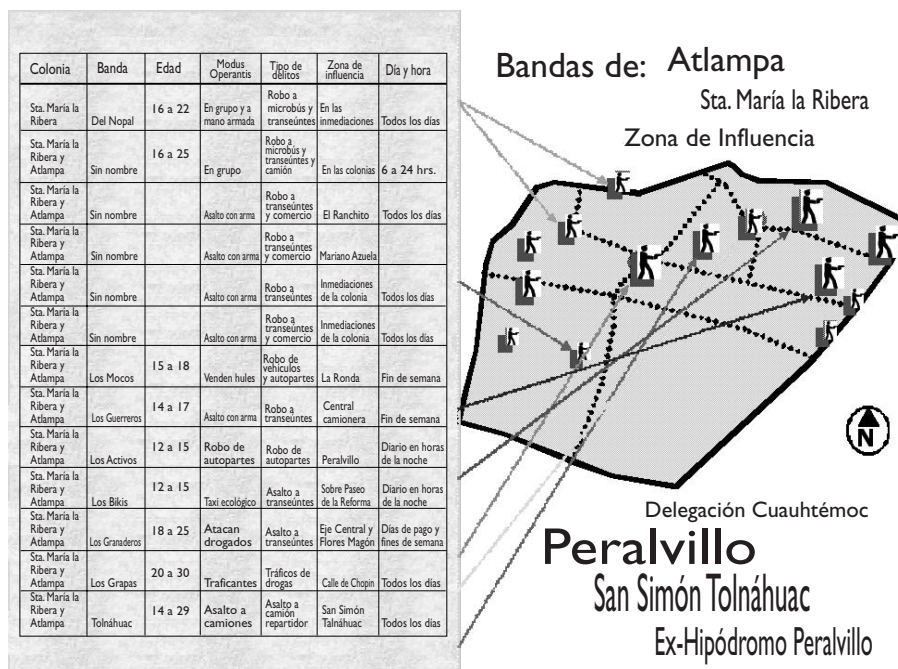 Colonia Banda Edad Modus Operantis Tipo de delitos Zona de influencia Día y hora
Sta. María la Ribera Del Nopal 16 a 22 En grupo y a mano armada Robo a microbús y transeúntes En las inmediaciones Todos los días
Sta. María la Ribera y Atlampa Sin nombre 16 a 25 En grupo Robo a microbús y transeúntes y camión En las colonias 6 a 24 hrs.
Sta. María la Ribera y Atlampa Sin nombre Asalto con arma Robo a transeúntes y comercio El Ranchito Todos los días
Sta. María la Ribera y Atlampa Sin nombre Asalto con arma Robo a transeúntes y comercio Mariano Azuela
Sta. María la Ribera y Atlampa Sin nombre Asalto con arma Robo a transeúntes Inmediaciones de la colonia Todos los días
Sta. María la Ribera y Atlampa Sin nombre Asalto con arma Robo a transeúntes y comercio Inmediaciones de la colonia Todos los días
Sta. María la Ribera y Atlampa Los Mocos 15 a 18 Venden hules Robo de vehículos y autopartes La Ronda Fin de semana
Sta. María la Ribera y Atlampa Los Guerreros 14 a 17 Asalto con arma Robo a transeúntes Central camionera Fin de semana
Sta. María la Ribera y Atlampa Los Activos 12 a 15 Robo de autopartes Robo de autopartes Peralvillo Diario en horas de la noche
Sta. María la Ribera y Atlampa Los Bikis 12 a 15 Taxi ecológico Asalto a transeúntes Sobre Paseo de la Reforma Diario en horas de la noche
Sta. María la Ribera y Atlampa Los Granaderos 18 a 25 Atacan drogados Asalto a transeúntes Eje Central y Flores Magón Días de pago y fines de semana
Sta. María la Ribera y Atlampa Los Grapas 20 a 30 Traficantes Tráficos de drogas Calle de Chopin Todos los días
Sta. María la Ribera y Atlampa Tolnáhuac 14 a 29 Asalto a camiones Asalto a camión repartidor San Simón Talnáhuac Todos los días
Bandas de: Atlampa
Sta. María la Ribera
Zona de Influencia
N
Delegación Cuauhtémoc
Peralvillo
San Simón Tolnáhuac
Ex-Hipódromo Peralvillo